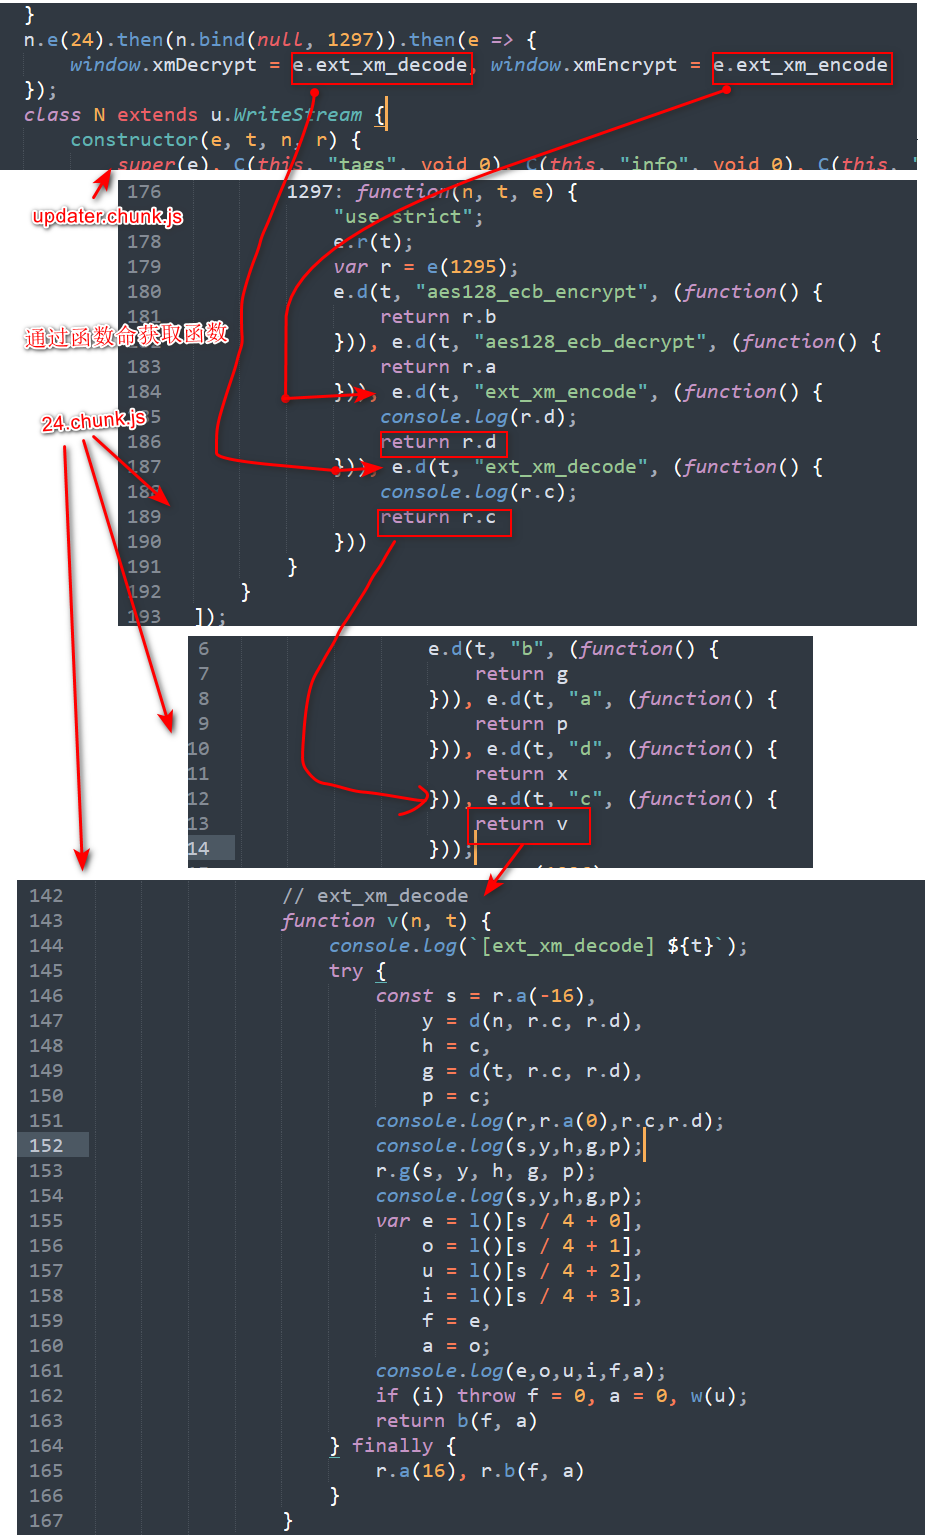 }
n.e(24).then(n.bind(null, 1297)).then(e => {
    window.xmDecrypt = e.ext_xm_decode, window.xmEncrypt = e.ext_xm_encode
});
class N extends u.WriteStream {
    constructor(e, t, n, r) {
        super(e), C(this, "tags", void 0), C(this, "info", void 0), C(this, "
updater.chunk.js
176 1297: function(n, t, e) {
"use strict";
178 e.r(t);
179 var r = e(1295);
180 e.d(t, "aes128_ecb_encrypt", (function() {
181 return r.b
})), e.d(t, "aes128_ecb_decrypt", (function() {
183 return r.a
184 })), e.d(t, "ext_xm_encode", (function() {
5 console.log(r.d);
186 return r.d
187 })), e.d(t, "ext_xm_decode", (function() {
188 console.log(r.c);
189 return r.c
190 }))
191 }
192 }
193 ]);
通过函数命获取函数
24.chunk.js
6 e.d(t, "b", (function() {
7 return g
8 })), e.d(t, "a", (function() {
9 return p
10 })), e.d(t, "d", (function() {
11 return x
12 })), e.d(t, "c", (function() {
13 return v
14 }));
142 // ext_xm_decode
143 function v(n, t) {
144 console.log(`[ext_xm_decode] ${t}`);
145 try {
146 const s = r.a(-16),
147 y = d(n, r.c, r.d),
148 h = c,
149 g = d(t, r.c, r.d),
150 p = c;
151 console.log(r,r.a(0),r.c,r.d);
152 console.log(s,y,h,g,p);
153 r.g(s, y, h, g, p);
154 console.log(s,y,h,g,p);
155 var e = l()[s / 4 + 0],
156 o = l()[s / 4 + 1],
157 u = l()[s / 4 + 2],
158 i = l()[s / 4 + 3],
159 f = e,
160 a = o;
161 console.log(e,o,u,i,f,a);
162 if (i) throw f = 0, a = 0, w(u);
163 return b(f, a)
164 } finally {
165 r.a(16), r.b(f, a)
166 }
167 }